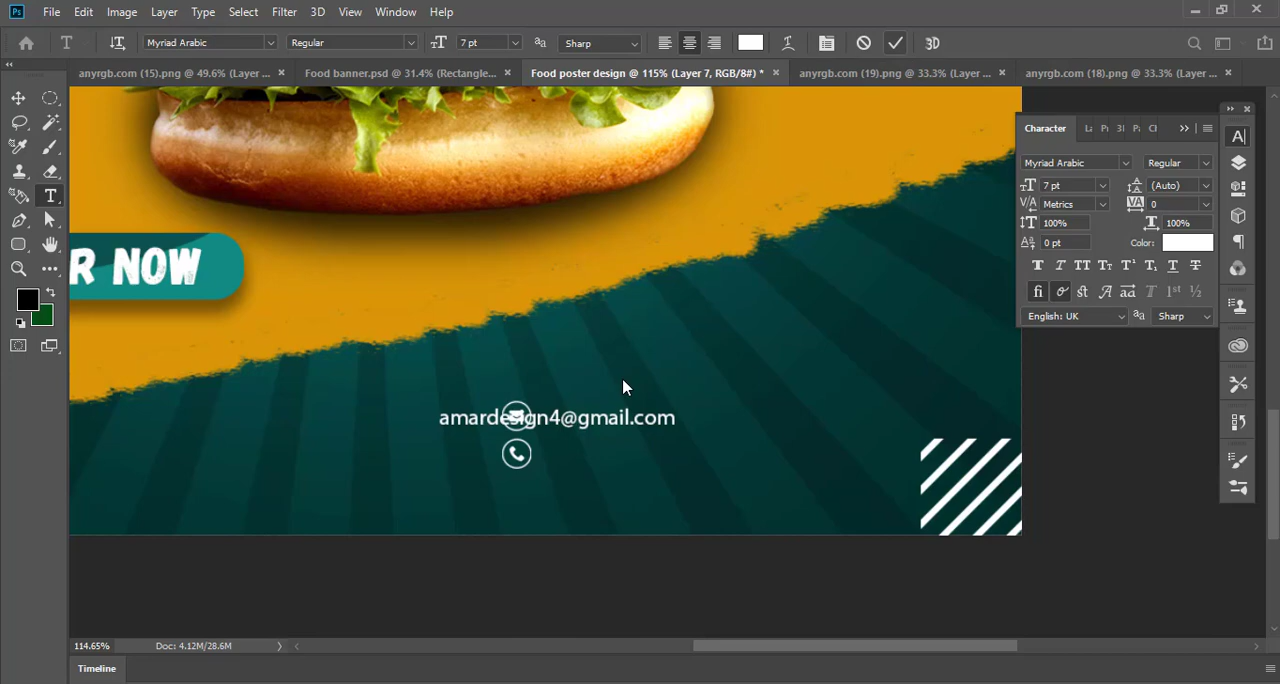 Ps File Edit Image Layer Type Select Filter 3D View Window Help
Myriad Arabic Regular 7 pt Sharp 3D
anyrgb.com (15).png @ 49.6% (Layer ... × Food banner.psd @ 31.4% (Rectangle... × Food poster design @ 115% (Layer 7, RGB/8#) * × anyrgb.com (19).png @ 33.3% (Layer ... × anyrgb.com (18).png @ 33.3% (Layer ... ×
Character
Myriad Arabic Regular
7 pt (Auto)
Metrics 0
100% 100%
0 pt Color:
English: UK Sharp
R NOW
amardesign4@gmail.com
114.65% Doc: 4.12M/28.6M
Timeline